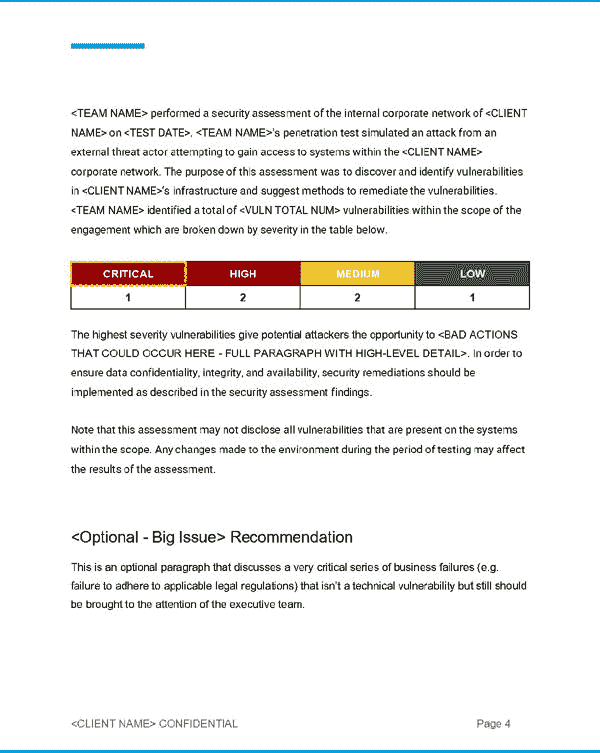 <TEAM NAME> performed a security assessment of the internal corporate network of <CLIENT
NAME> on <TEST DATE>. <TEAM NAME>'s penetration test simulated an attack from an
external threat actor attempting to gain access to systems within the <CLIENT NAME>
corporate network. The purpose of this assessment was to discover and identify vulnerabilities
in <CLIENT NAME>'s infrastructure and suggest methods to remediate the vulnerabilities.
<TEAM NAME> identified a total of <VULN TOTAL NUM> vulnerabilities within the scope of the
engagement which are broken down by severity in the table below.
CRITICAL HIGH MEDIUM LOW
1 2 2 1
The highest severity vulnerabilities give potential attackers the opportunity to <BAD ACTIONS
THAT COULD OCCUR HERE - FULL PARAGRAPH WITH HIGH-LEVEL DETAIL>. In order to
ensure data confidentiality, integrity, and availability, security remediations should be
implemented as described in the security assessment findings.
Note that this assessment may not disclose all vulnerabilities that are present on the systems
within the scope. Any changes made to the environment during the period of testing may affect
the results of the assessment.
<Optional - Big Issue> Recommendation
This is an optional paragraph that discusses a very critical series of business failures (e.g.
failure to adhere to applicable legal regulations) that isn't a technical vulnerability but still should
be brought to the attention of the executive team.
<CLIENT NAME> CONFIDENTIAL Page 4